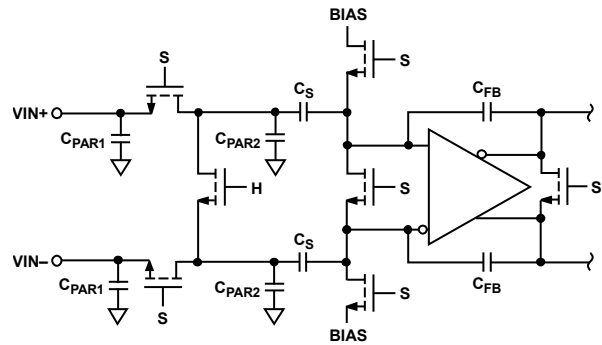 BIAS
S
S
C_S
C_FB
VIN+
C_PAR1
C_PAR2
H
S
S
C_S
VIN–
C_PAR1
C_PAR2
S
C_FB
S
BIAS